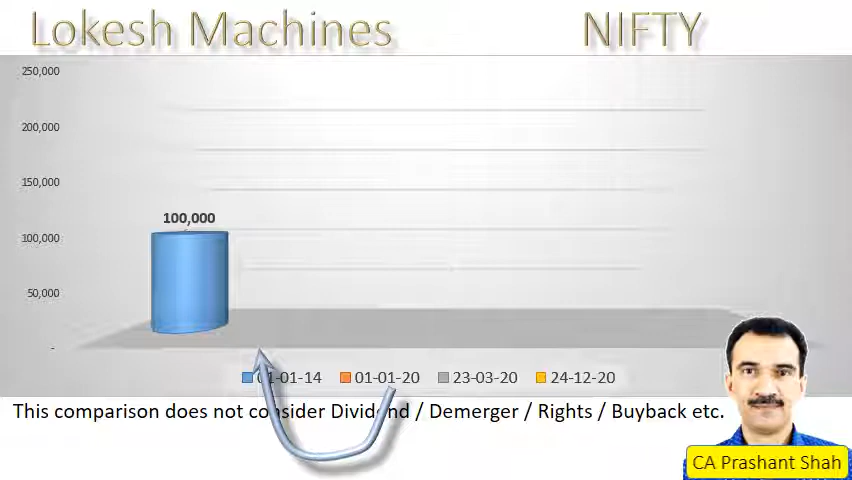 Lokesh Machines NIFTY
250,000
200,000
150,000
100,000
100,000
50,000
-
01-01-14 01-01-20 23-03-20 24-12-20
This comparison does not consider Dividend / Demerger / Rights / Buyback etc.
CA Prashant Shah